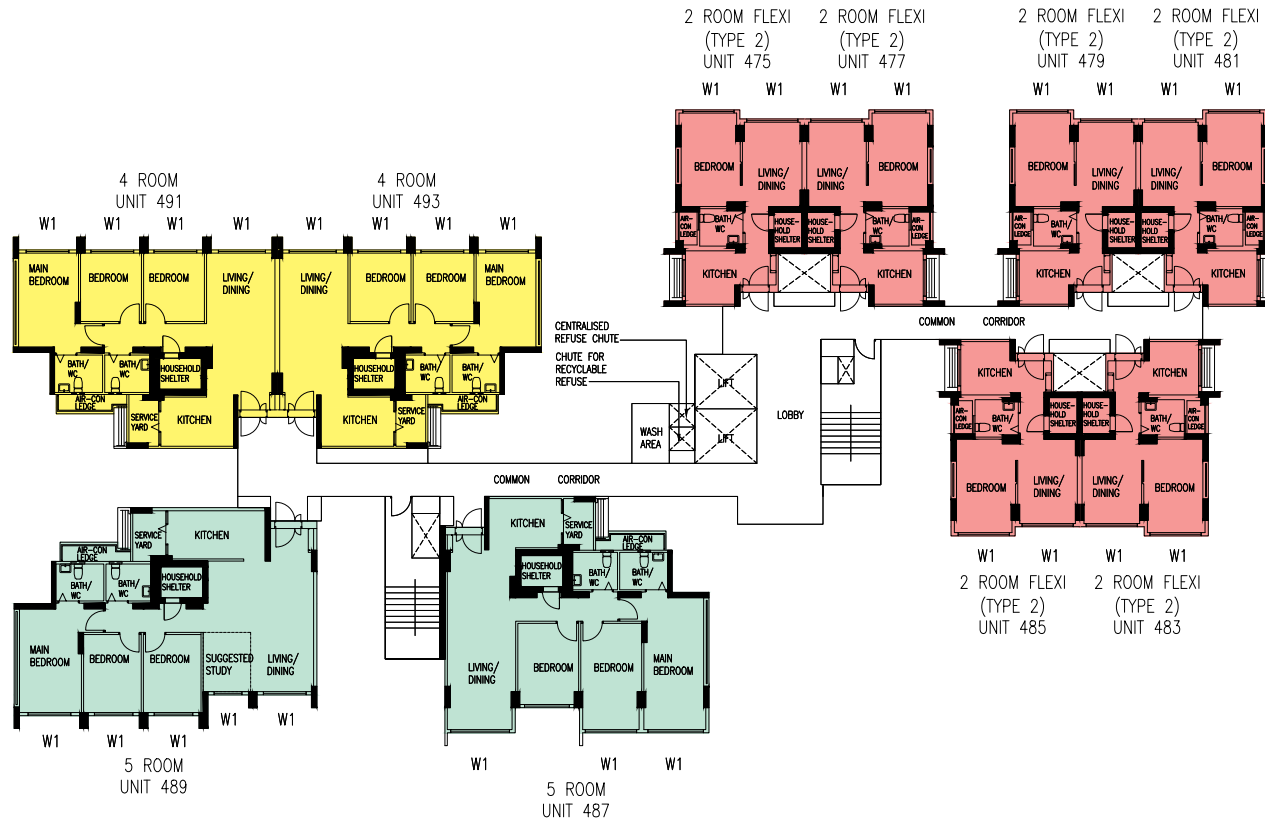 2 ROOM FLEXI
(TYPE 2)
UNIT 475
2 ROOM FLEXI
(TYPE 2)
UNIT 477
2 ROOM FLEXI
(TYPE 2)
UNIT 479
2 ROOM FLEXI
(TYPE 2)
UNIT 481
W1 W1 W1 W1
W1 W1 W1 W1
BEDROOM
LIVING/
DINING
LIVING/
DINING
BEDROOM
AIR-
CON
LEDGE
BATH/
WC
HOUSE-
HOLD
SHELTER
HOUSE-
HOLD
SHELTER
BATH/
WC
AIR-
CON
LEDGE
KITCHEN
KITCHEN
BEDROOM
LIVING/
DINING
LIVING/
DINING
BEDROOM
AIR-
CON
LEDGE
BATH/
WC
HOUSE-
HOLD
SHELTER
HOUSE-
HOLD
SHELTER
BATH/
WC
AIR-
CON
LEDGE
KITCHEN
KITCHEN
4 ROOM
UNIT 491
4 ROOM
UNIT 493
W1 W1 W1 W1 W1 W1
MAIN
BEDROOM
BEDROOM
BEDROOM
LIVING/
DINING
LIVING/
DINING
BEDROOM
BEDROOM
MAIN
BEDROOM
BATH/
WC
BATH/
WC
HOUSEHOLD
SHELTER
HOUSEHOLD
SHELTER
BATH/
WC
BATH/
WC
AIR-CON
LEDGE
SERVICE
YARD
KITCHEN
KITCHEN
SERVICE
YARD
AIR-CON
LEDGE
CENTRALISED
REFUSE CHUTE
CHUTE FOR
RECYCLABLE
REFUSE
LIFT
LIFT
WASH
AREA
LOBBY
COMMON CORRIDOR
COMMON CORRIDOR
KITCHEN
KITCHEN
AIR-
CON
LEDGE
BATH/
WC
HOUSE-
HOLD
SHELTER
HOUSE-
HOLD
SHELTER
BATH/
WC
AIR-
CON
LEDGE
BEDROOM
LIVING/
DINING
LIVING/
DINING
BEDROOM
W1 W1 W1 W1
2 ROOM FLEXI
(TYPE 2)
UNIT 485
2 ROOM FLEXI
(TYPE 2)
UNIT 483
SERVICE
YARD
KITCHEN
AIR-CON
LEDGE
BATH/
WC
BATH/
WC
HOUSEHOLD
SHELTER
MAIN
BEDROOM
BEDROOM
BEDROOM
SUGGESTED
STUDY
LIVING/
DINING
W1 W1 W1 W1 W1
5 ROOM
UNIT 489
KITCHEN
SERVICE
YARD
AIR-CON
LEDGE
HOUSEHOLD
SHELTER
BATH/
WC
BATH/
WC
LIVING/
DINING
BEDROOM
BEDROOM
MAIN
BEDROOM
W1 W1 W1
5 ROOM
UNIT 487